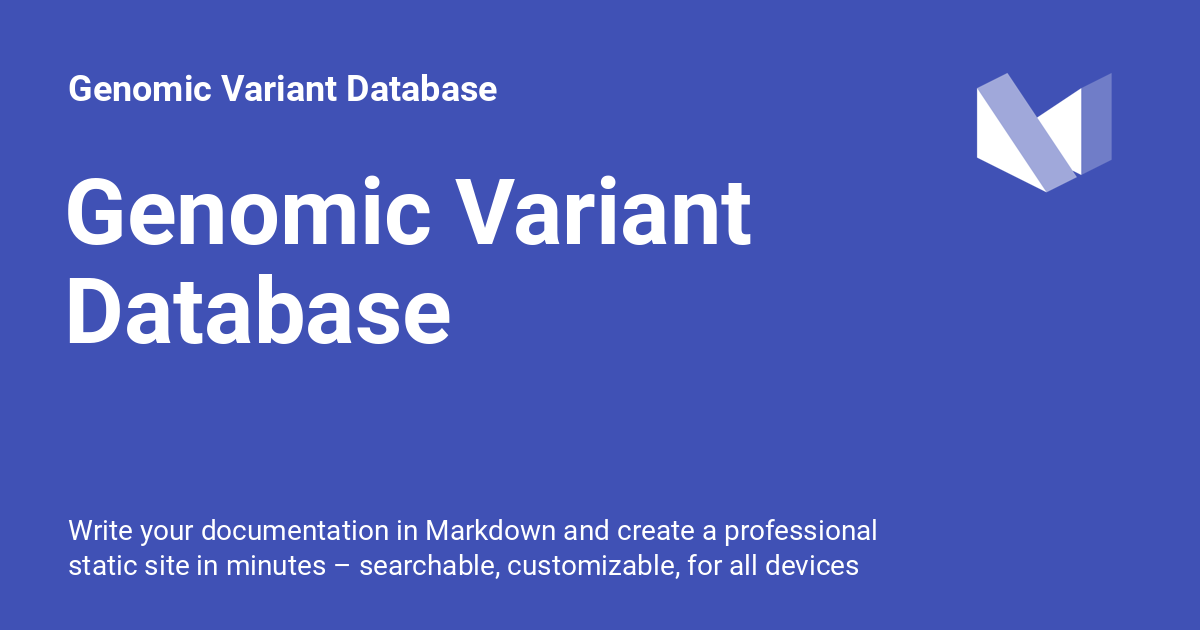 Genomic Variant Database
Genomic Variant
Database
Write your documentation in Markdown and create a professional
static site in minutes – searchable, customizable, for all devices